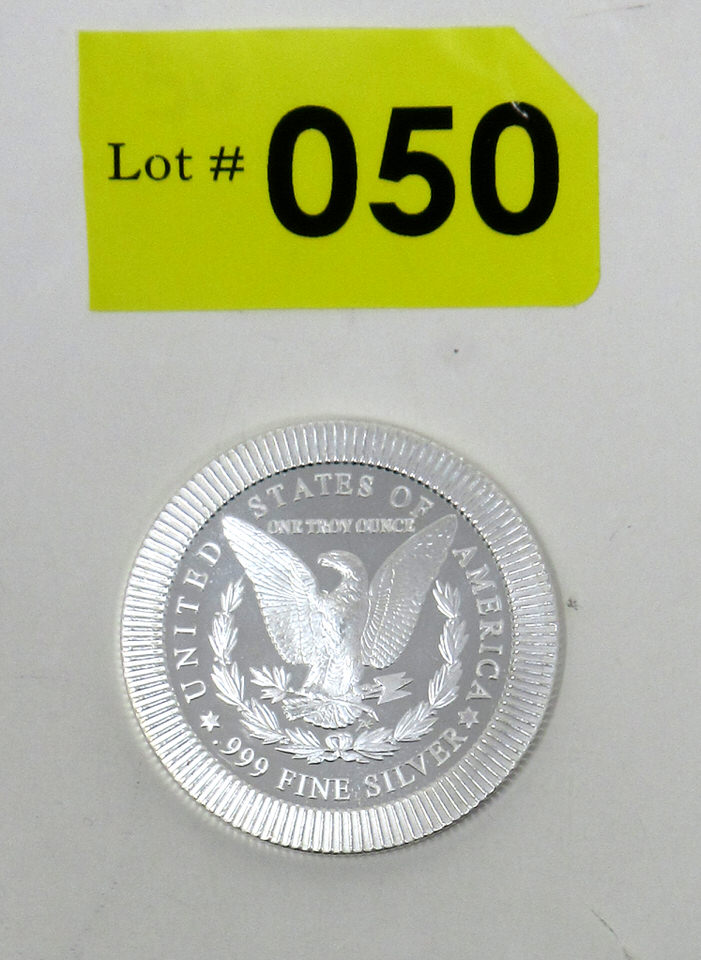 Lot # 050
UNITED STATES OF AMERICA
ONE TROY OUNCE
.999 FINE SILVER